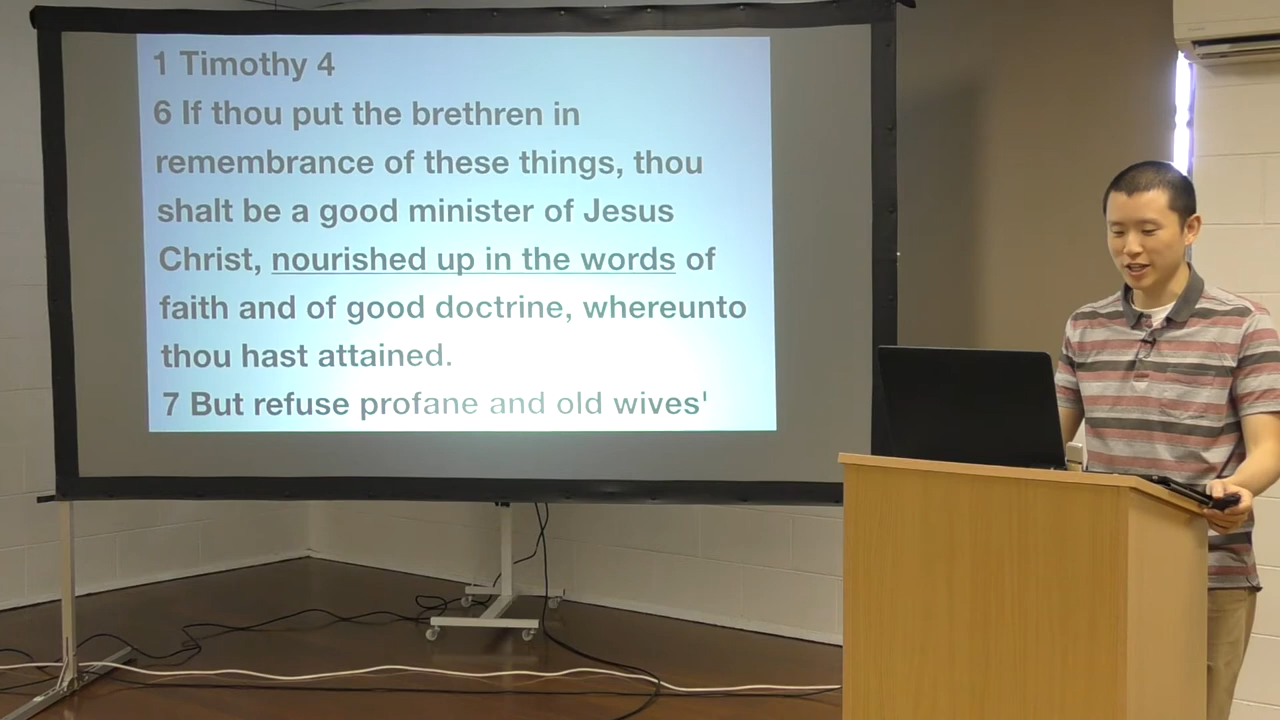 1 Timothy 4
6 If thou put the brethren in
remembrance of these things, thou
shalt be a good minister of Jesus
Christ, nourished up in the words of
faith and of good doctrine, whereunto
thou hast attained.
7 But refuse profane and old wives'